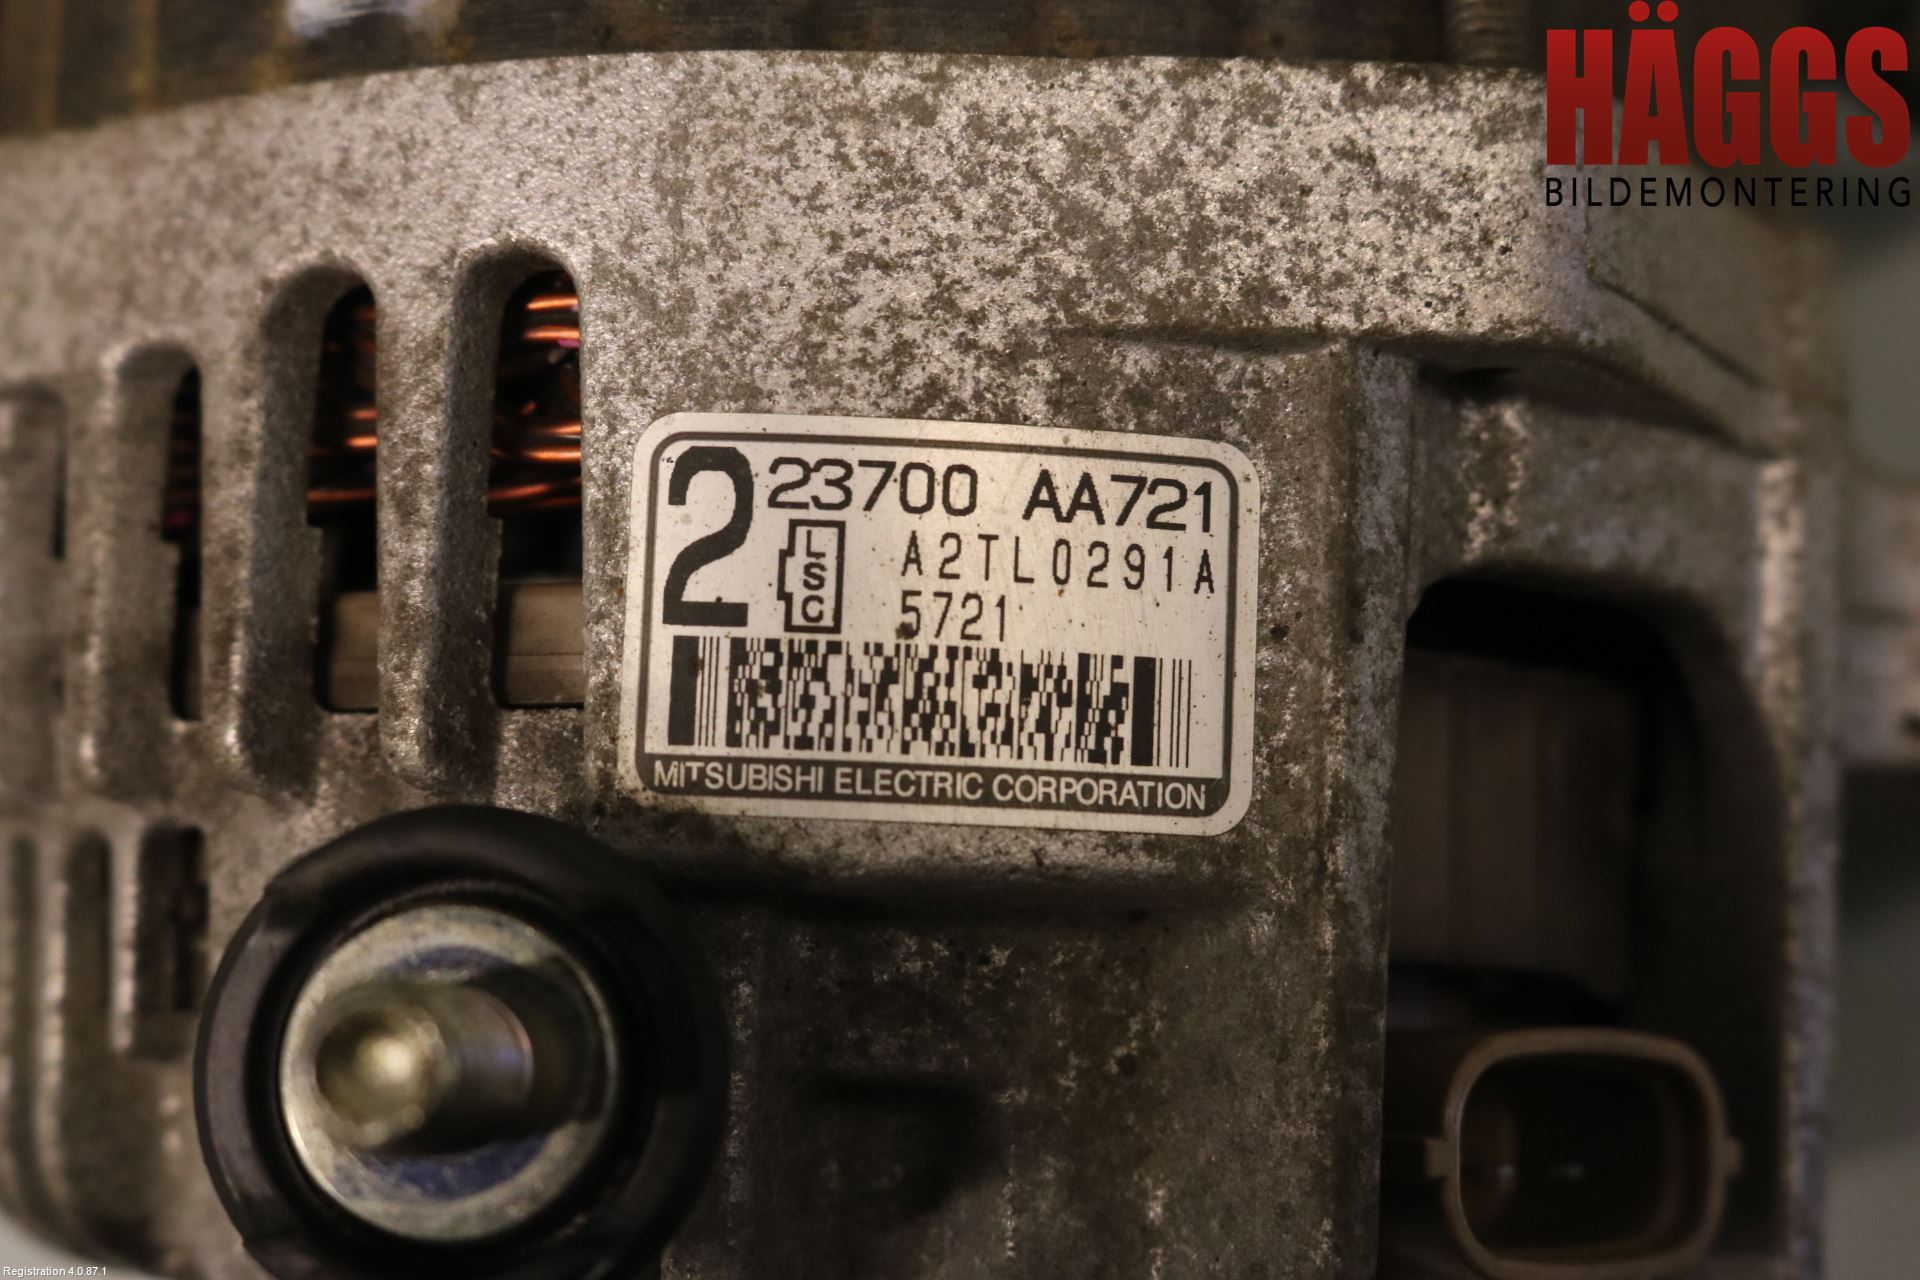 HÄGGS
BILDEMONTERING
2 23700 AA721
LSC A2TL0291A
5721
MITSUBISHI ELECTRIC CORPORATION
Registration 4.0.87.1